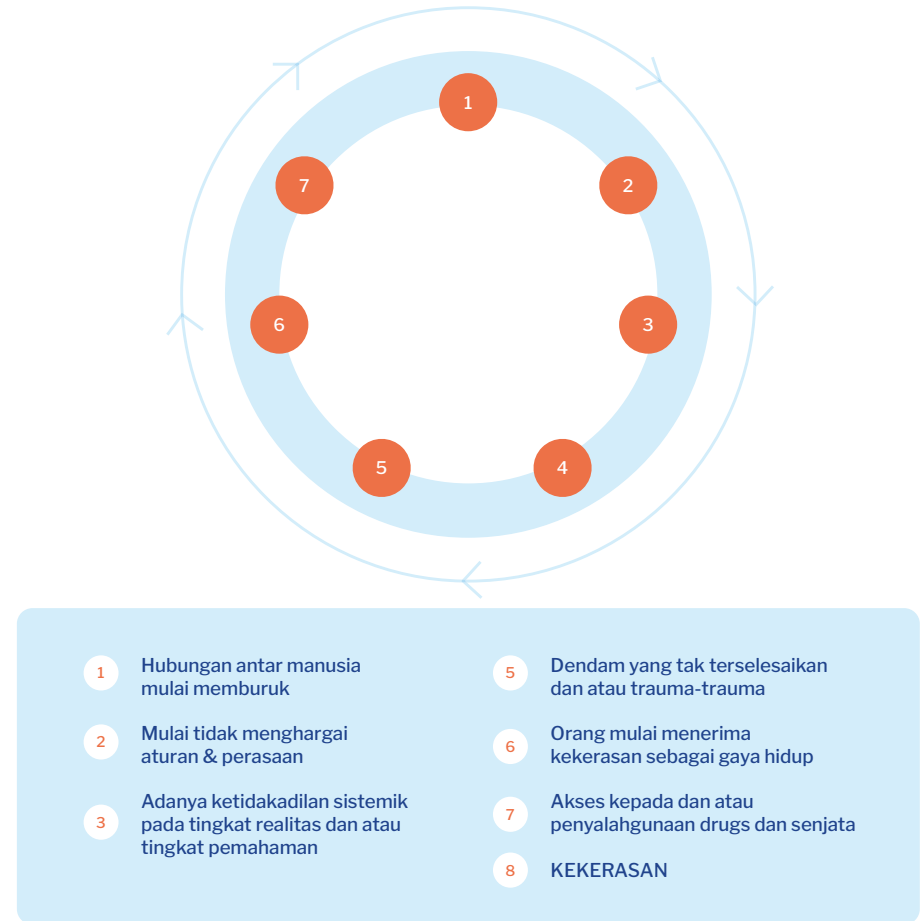 1
2
3
4
5
6
7
1
Hubungan antar manusia
mulai memburuk
2
Mulai tidak menghargai
aturan & perasaan
3
Adanya ketidakadilan sistemik
pada tingkat realitas dan atau
tingkat pemahaman
5
Dendam yang tak terselesaikan
dan atau trauma-trauma
6
Orang mulai menerima
kekerasan sebagai gaya hidup
7
Akses kepada dan atau
penyalahgunaan drugs dan senjata
8
KEKERASAN